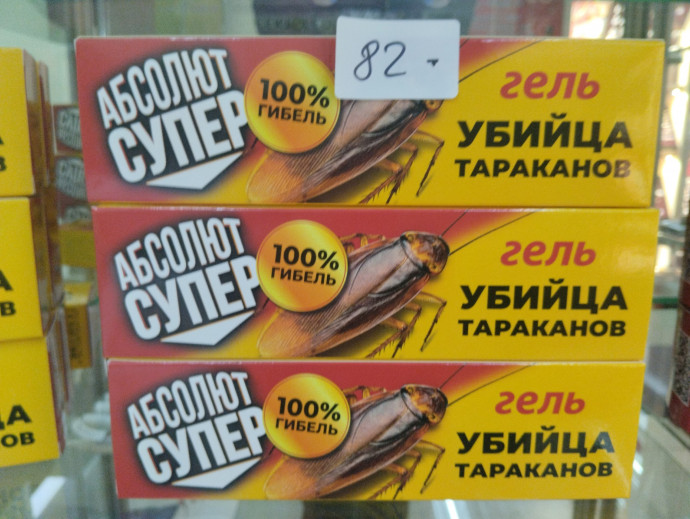 82 -
АБСОЛЮТ
СУПЕР
100%
ГИБЕЛЬ
гель
УБИЙЦА
ТАРАКАНОВ
АБСОЛЮТ
СУПЕР
100%
ГИБЕЛЬ
гель
УБИЙЦА
ТАРАКАНОВ
АБСОЛЮТ
СУПЕР
100%
ГИБЕЛЬ
гель
УБИЙЦА
ТАРАКАНОВ